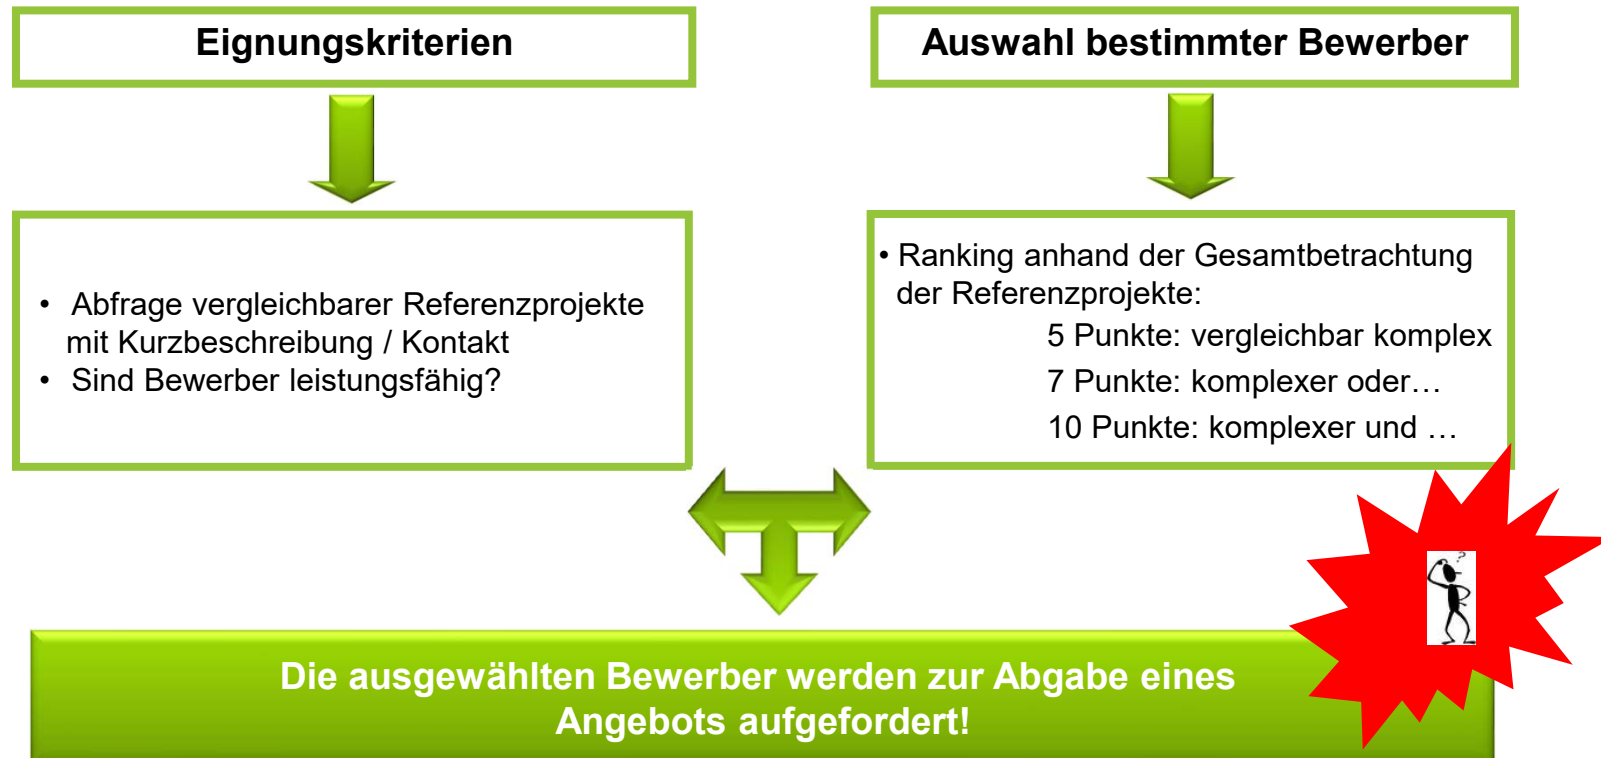 Eignungskriterien
Auswahl bestimmter Bewerber
• Abfrage vergleichbarer Referenzprojekte
mit Kurzbeschreibung / Kontakt
• Sind Bewerber leistungsfähig?
• Ranking anhand der Gesamtbetrachtung
der Referenzprojekte:
5 Punkte: vergleichbar komplex
7 Punkte: komplexer oder…
10 Punkte: komplexer und …
?
Die ausgewählten Bewerber werden zur Abgabe eines
Angebots aufgefordert!